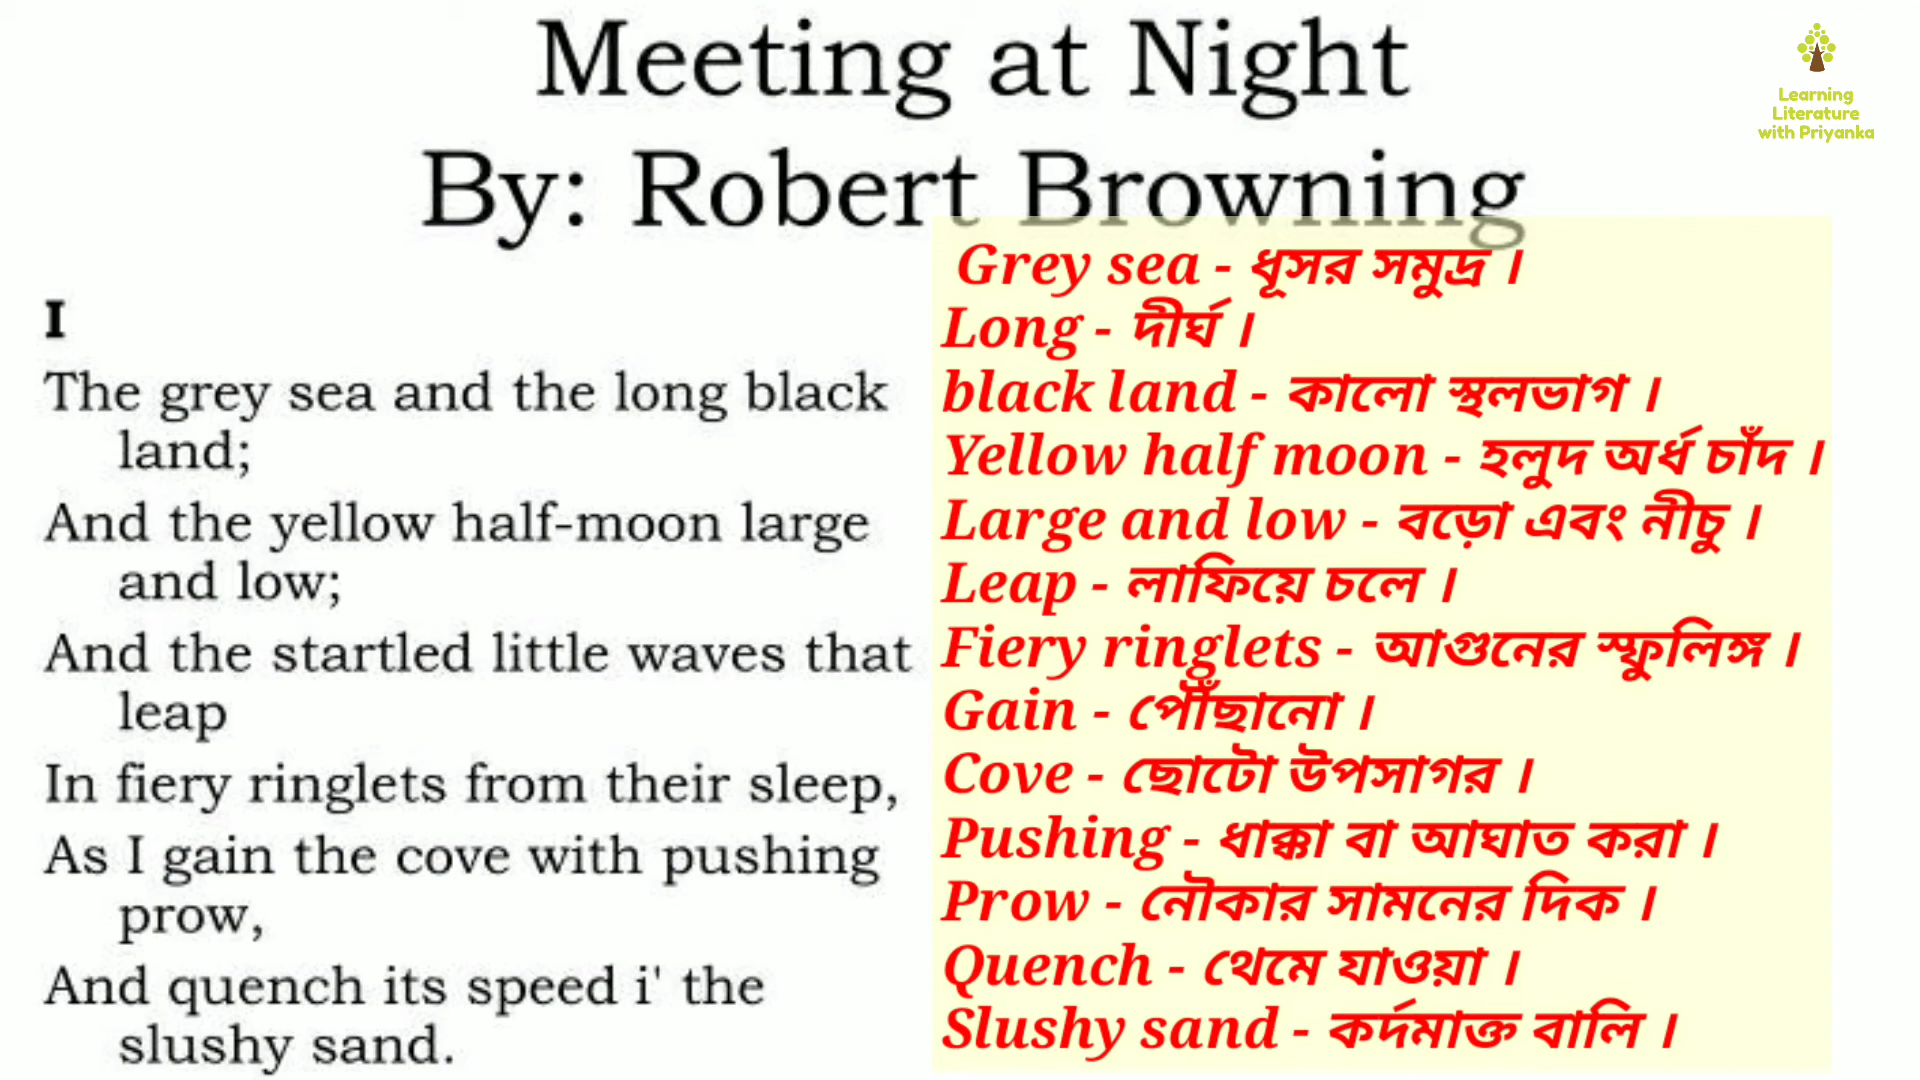 Meeting at Night
By: Robert Browning
Learning
Literature
with Priyanka
I
The grey sea and the long black
land;
And the yellow half-moon large
and low;
And the startled little waves that
leap
In fiery ringlets from their sleep,
As I gain the cove with pushing
prow,
And quench its speed i' the
slushy sand.
Grey sea - ধূসর সমুদ্র ।
Long - দীর্ঘ ।
black land - কালো স্থলভাগ ।
Yellow half moon - হলুদ অর্ধ চাঁদ ।
Large and low - বড়ো এবং নীচু ।
Leap - লাফিয়ে চলে ।
Fiery ringlets - আগুনের স্ফুলিঙ্গ ।
Gain - পৌঁছানো ।
Cove - ছোটো উপসাগর ।
Pushing - ধাক্কা বা আঘাত করা ।
Prow - নৌকার সামনের দিক ।
Quench - থেমে যাওয়া ।
Slushy sand - কর্দমাক্ত বালি ।